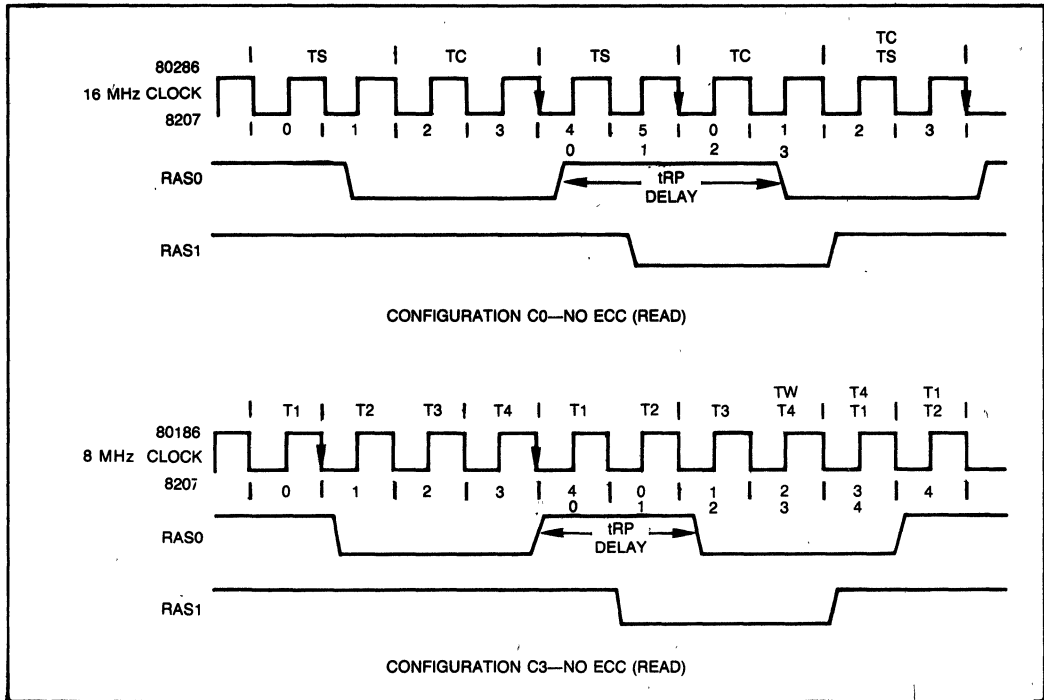 TC
TS TC TS TC TS
80286
16 MHz CLOCK
8207
0 1 2 3 4 5 0 1 2 3
0 1 2 3
RAS0
tRP
DELAY
RAS1
CONFIGURATION C0—NO ECC (READ)
TW T4 T1
T1 T2 T3 T4 T1 T2 T3 T4 T1 T2
80186
8 MHz CLOCK
8207
0 1 2 3 4 0 1 2 3 4
0 1 2 3 4
RAS0
tRP
DELAY
RAS1
CONFIGURATION C3—NO ECC (READ)